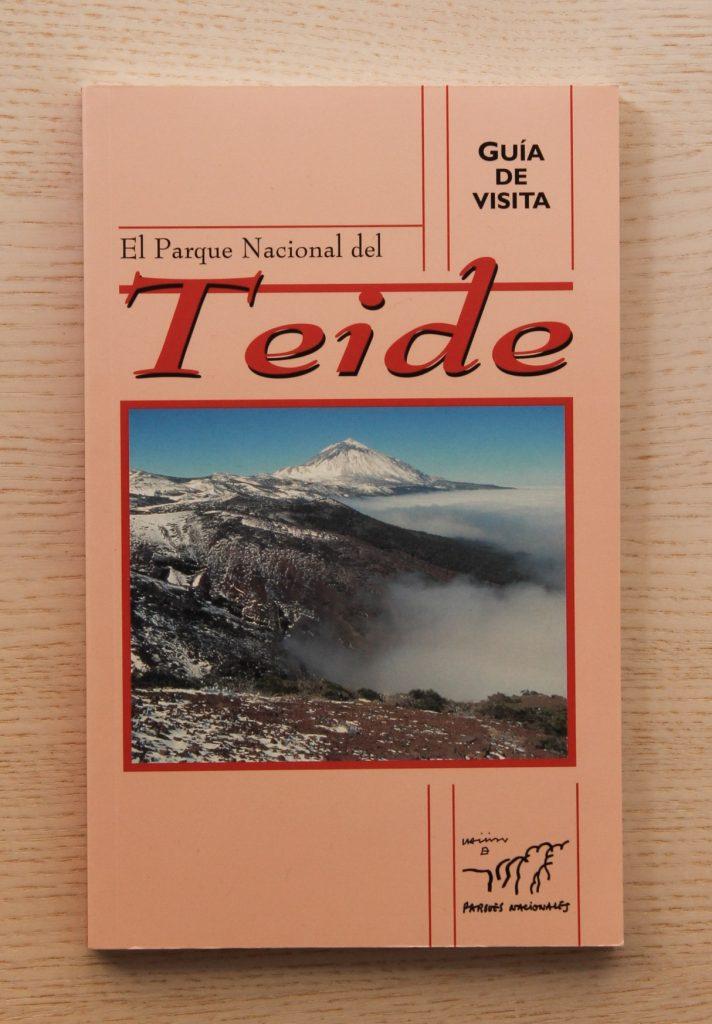 GUÍA
DE
VISITA
El Parque Nacional del
Teide
PARQUES NACIONALES